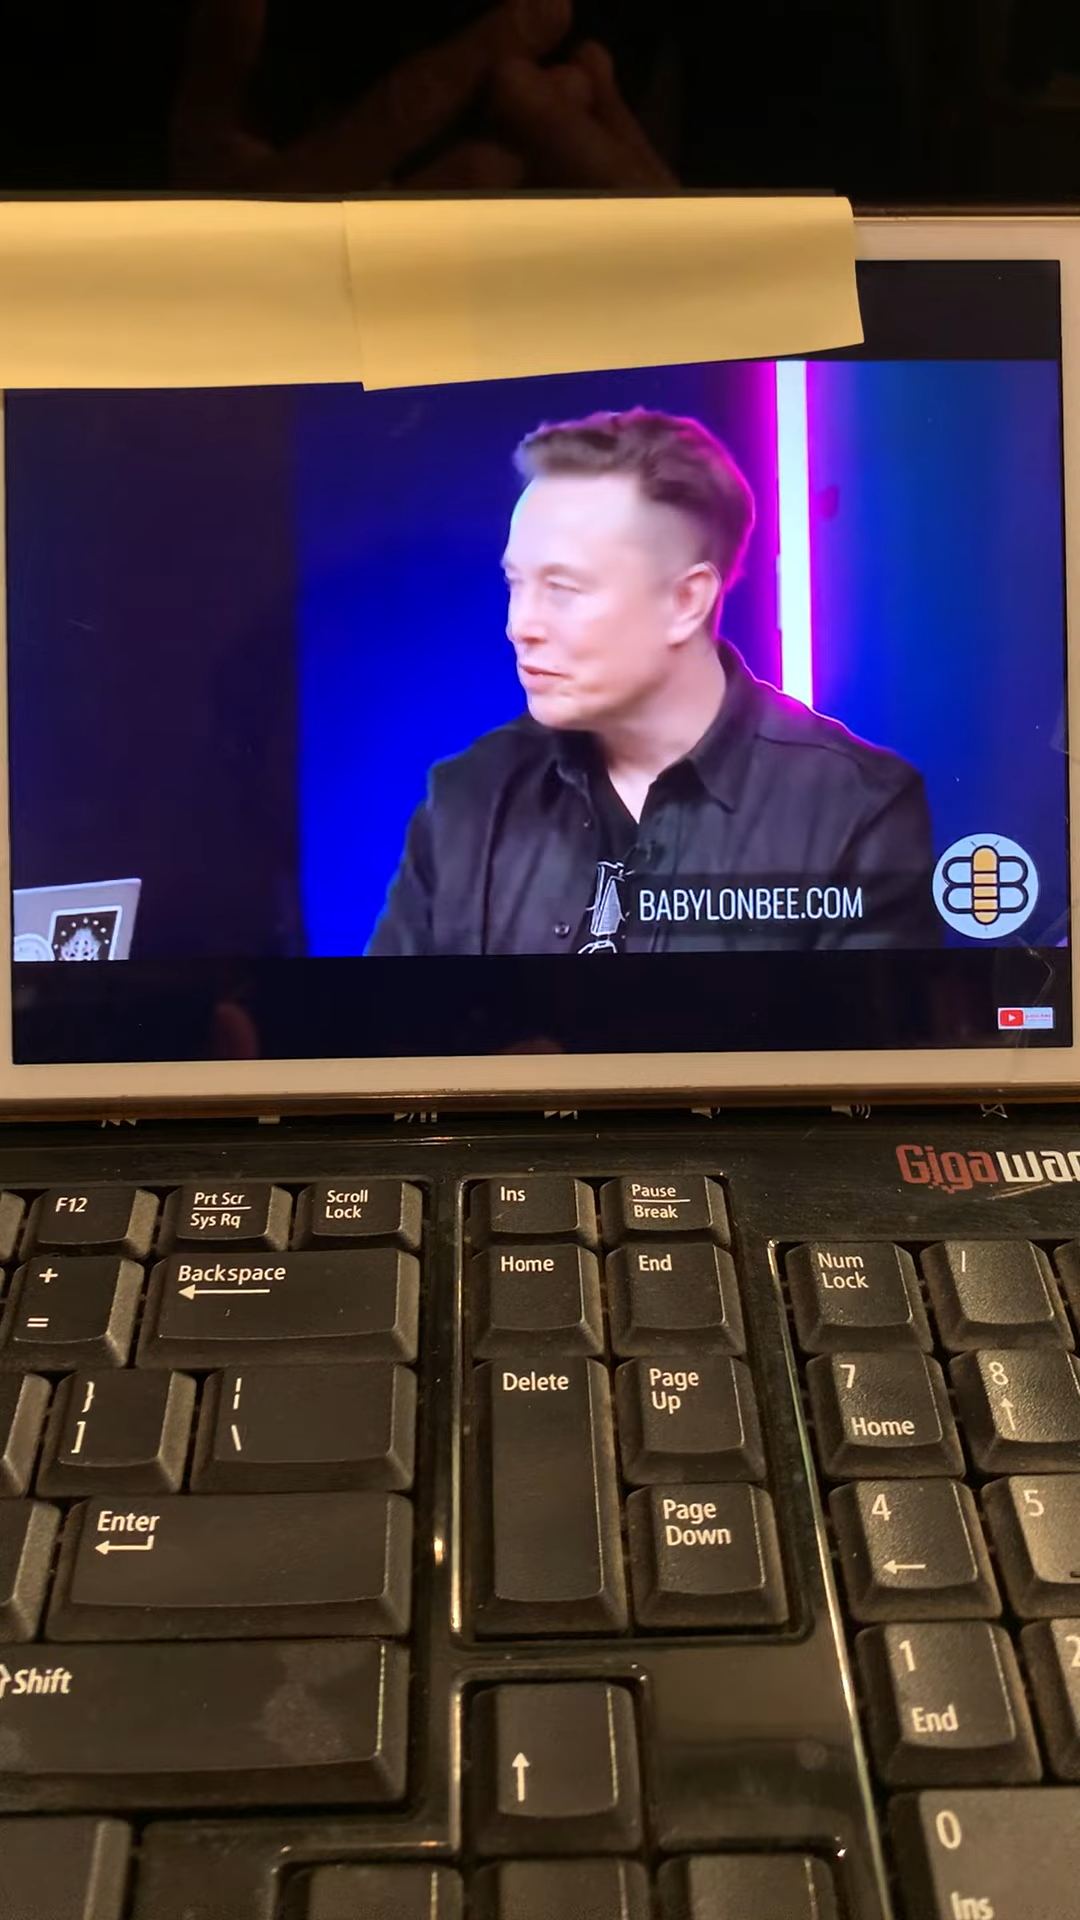 BABYLONBEE.COM
Gigawa
F12
Prt Scr
Sys Rq
Scroll
Lock
Ins
Pause
Break
+
=
Backspace
Home
End
Num
Lock
/
}
]
|
\
Delete
Page
Up
7
Home
8
Enter
Page
Down
4
5
Shift
1
End
2
0
Ins